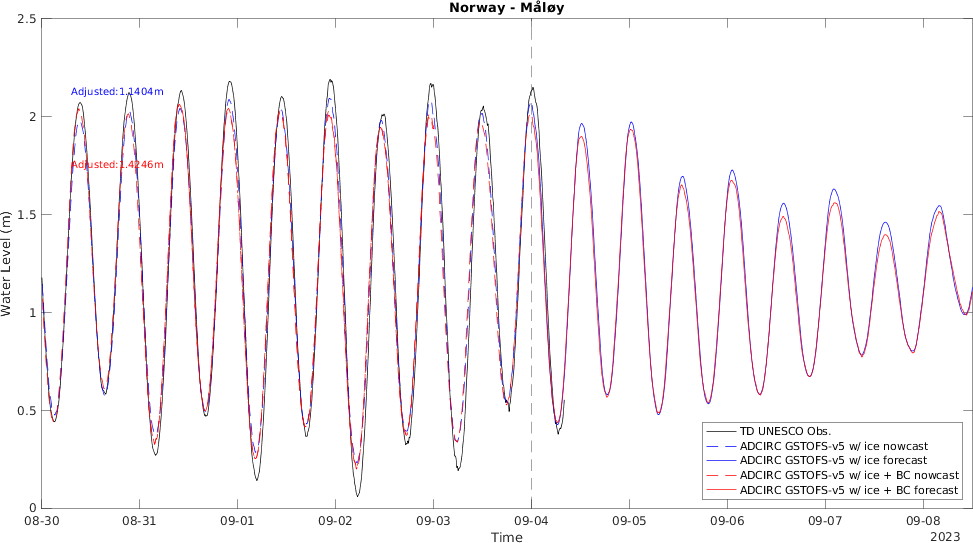 Norway - Måløy
2.5
2
1.5
1
0.5
0
Water Level (m)
Adjusted:1.1404m
Adjusted:1.4246m
TD UNESCO Obs.
ADCIRC GSTOFS-v5 w/ ice nowcast
ADCIRC GSTOFS-v5 w/ ice forecast
ADCIRC GSTOFS-v5 w/ ice + BC nowcast
ADCIRC GSTOFS-v5 w/ ice + BC forecast
08-30 08-31 09-01 09-02 09-03 09-04 09-05 09-06 09-07 09-08
2023
Time